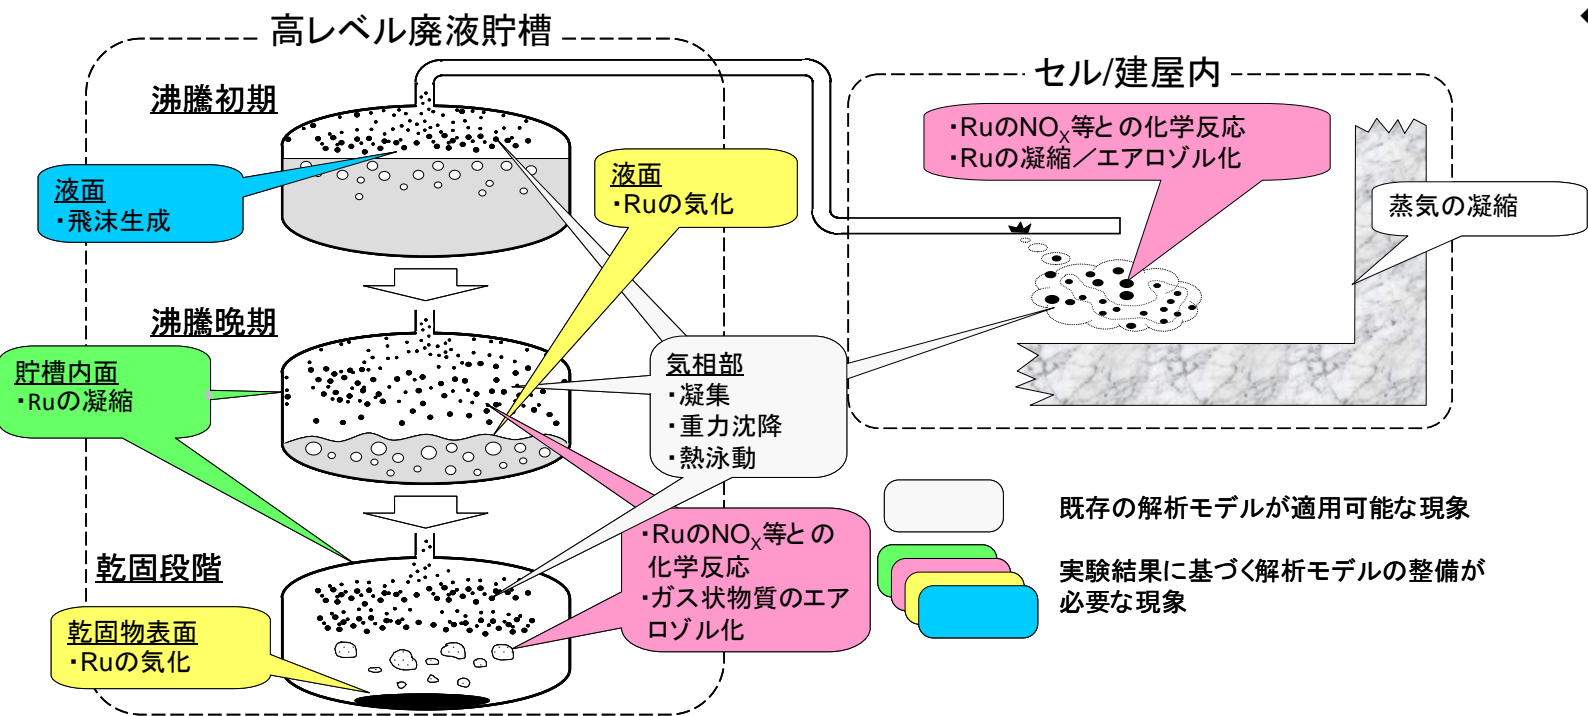 高レベル廃液貯槽
沸騰初期
液面
・飛沫生成
液面
・Ruの気化
沸騰晩期
貯槽内面
・Ruの凝縮
気相部
・凝集
・重力沈降
・熱泳動
乾固段階
乾固物表面
・Ruの気化
・RuのNOX等との
化学反応
・ガス状物質のエア
ロゾル化
セル/建屋内
・RuのNOX等との化学反応
・Ruの凝縮／エアロゾル化
蒸気の凝縮
既存の解析モデルが適用可能な現象
実験結果に基づく解析モデルの整備が
必要な現象